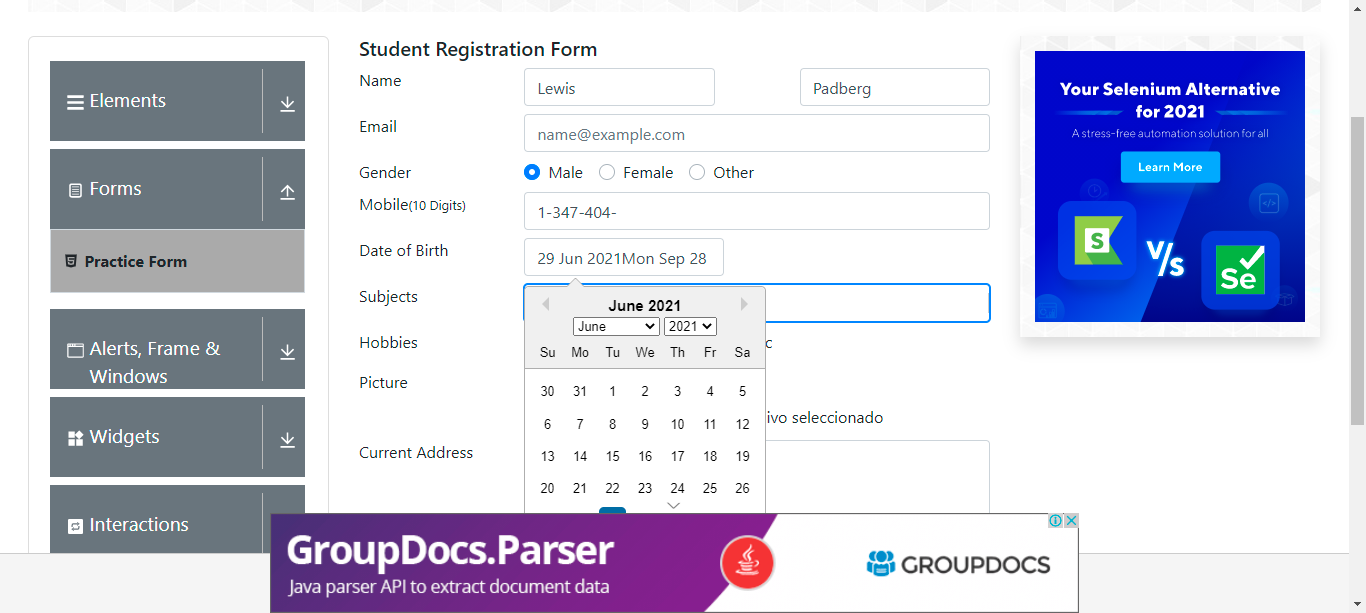 Elements
Forms
Practice Form
Alerts, Frame &
Windows
Widgets
Interactions
Student Registration Form
Name
Lewis
Padberg
Email
name@example.com
Gender
Male
Female
Other
Mobile(10 Digits)
1-347-404-
Date of Birth
29 Jun 2021Mon Sep 28
Subjects
June 2021
June
2021
Su Mo Tu We Th Fr Sa
30 31 1 2 3 4 5
6 7 8 9 10 11 12
13 14 15 16 17 18 19
20 21 22 23 24 25 26
Hobbies
c
Picture
ivo seleccionado
Current Address
Your Selenium Alternative
for 2021
A stress-free automation solution for all
Learn More
S
V/s
Se
GroupDocs.Parser
Java parser API to extract document data
GROUPDOCS